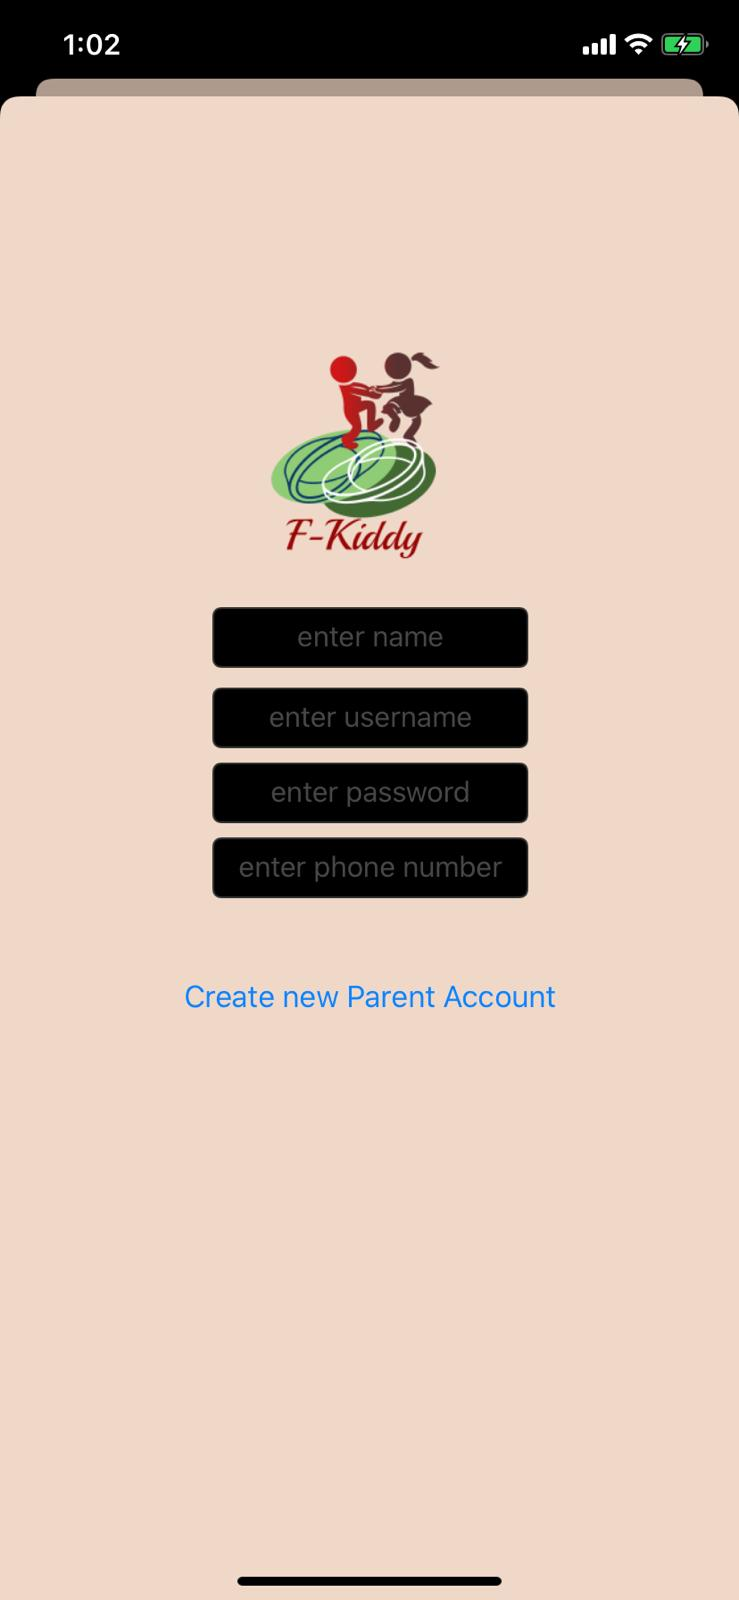 1:02
F-Kiddy
enter name
enter username
enter password
enter phone number
Create new Parent Account